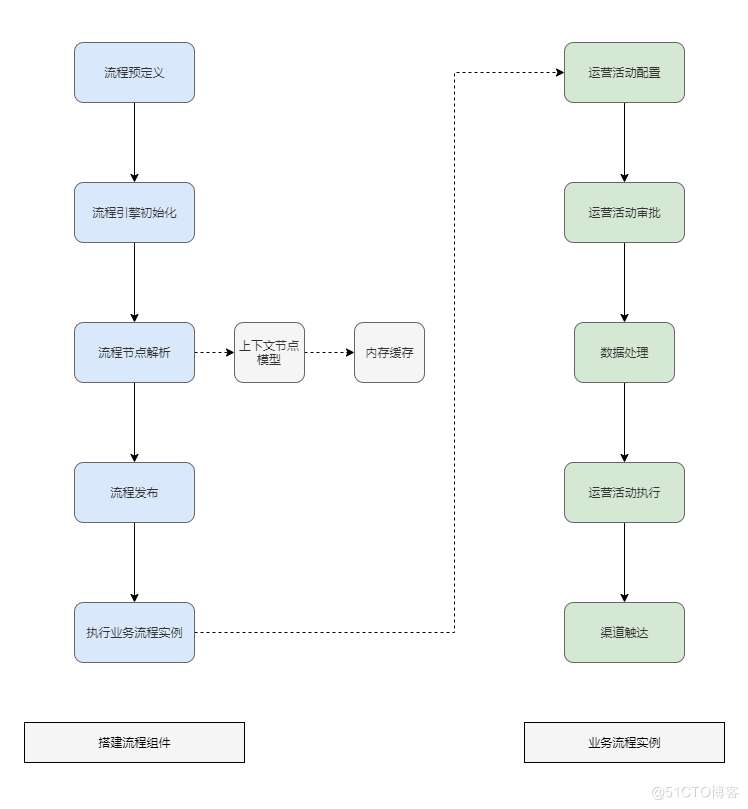 流程预定义
流程引擎初始化
流程节点解析
上下文节点
模型
内存缓存
流程发布
执行业务流程实例
搭建流程组件
运营活动配置
运营活动审批
数据处理
运营活动执行
渠道触达
业务流程实例
@51CTO博客